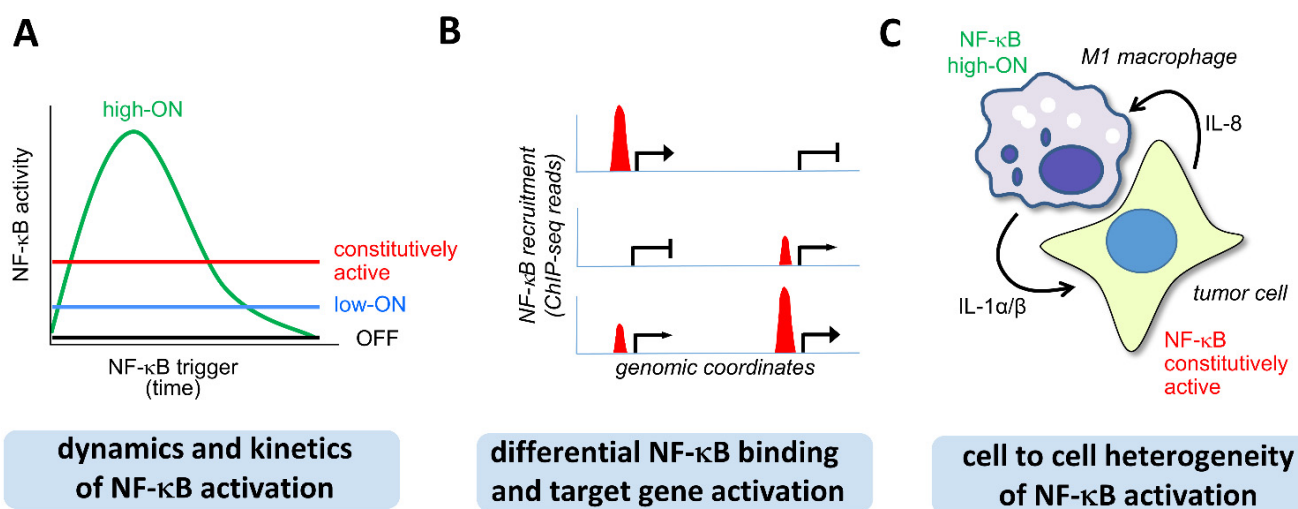 A
NF-κB activity
high-ON
constitutively
active
low-ON
OFF
NF-κB trigger
(time)
dynamics and kinetics
of NF-κB activation
B
NF-κB recruitment
(ChIP-seq reads)
genomic coordinates
differential NF-κB binding
and target gene activation
C
NF-κB
high-ON
M1 macrophage
IL-8
IL-1α/β
tumor cell
NF-κB
constitutively
active
cell to cell heterogeneity
of NF-κB activation